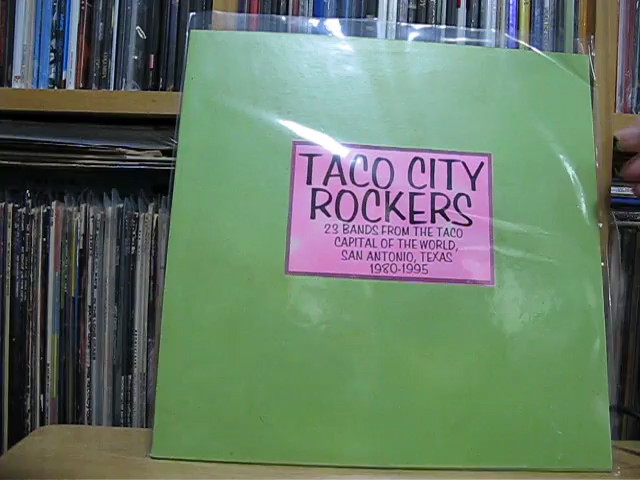 TACO CITY
ROCKERS
23 BANDS FROM THE TACO
CAPITAL OF THE WORLD,
SAN ANTONIO, TEXAS
1980-1995